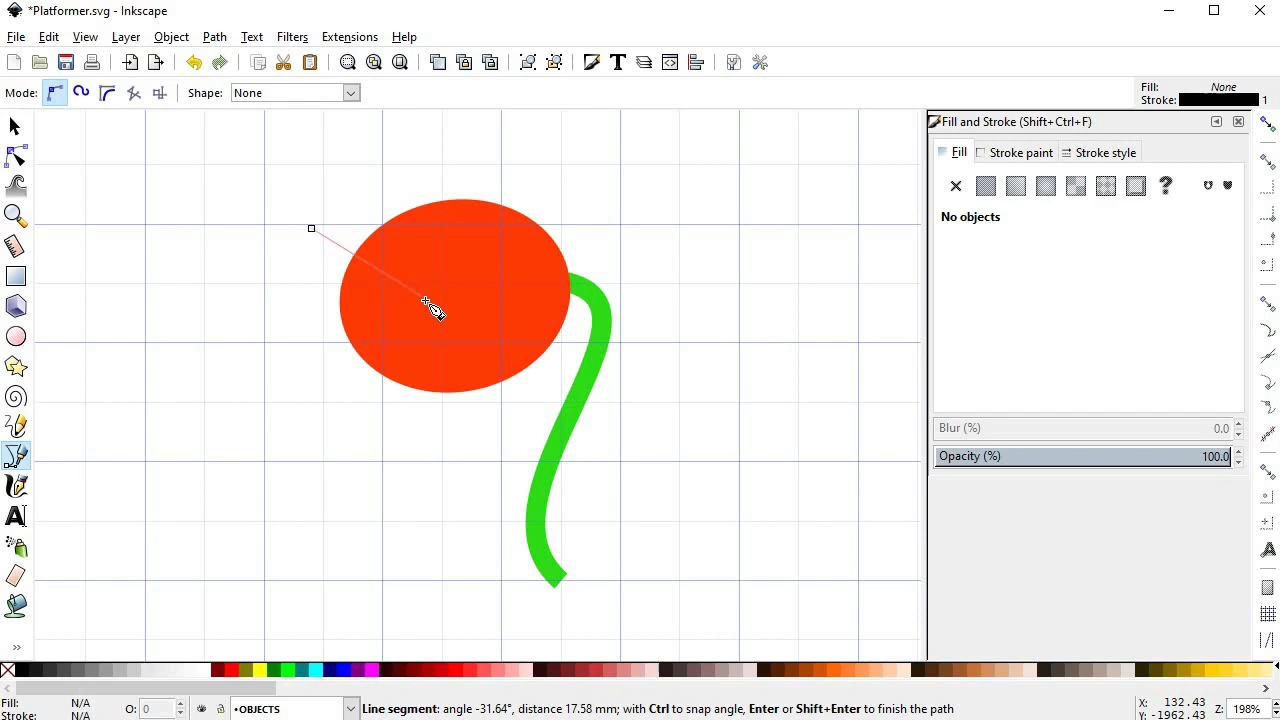 *Platformer.svg - Inkscape
File Edit View Layer Object Path Text Filters Extensions Help
Mode: Shape: None
Fill: None
Stroke: 1
Fill and Stroke (Shift+Ctrl+F)
Fill Stroke paint Stroke style
No objects
Blur (%) 0.0
Opacity (%) 100.0
Fill: N/A
Stroke: N/A
O: 0
•OBJECTS
Line segment: angle -31.64°, distance 17.58 mm; with Ctrl to snap angle, Enter or Shift+Enter to finish the path
X: 132.43
Y: -1962.43
Z: 198%